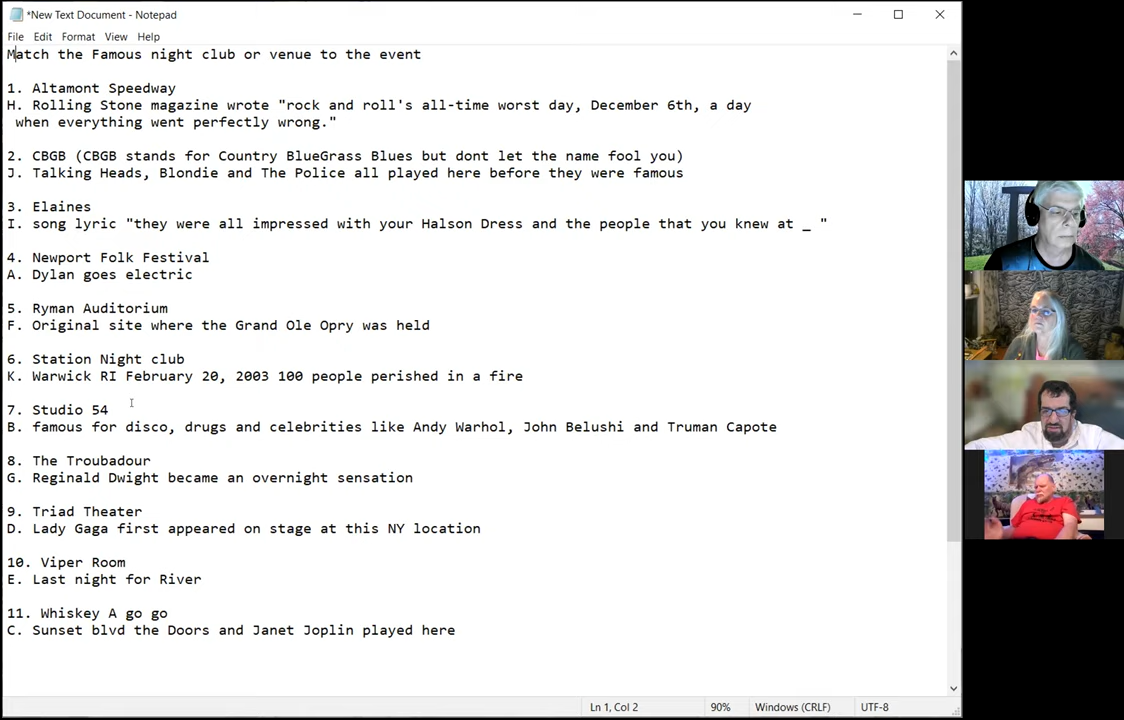 *New Text Document - Notepad
File Edit Format View Help
Match the Famous night club or venue to the event
1. Altamont Speedway
H. Rolling Stone magazine wrote "rock and roll's all-time worst day, December 6th, a day
when everything went perfectly wrong."
2. CBGB (CBGB stands for Country BlueGrass Blues but dont let the name fool you)
J. Talking Heads, Blondie and The Police all played here before they were famous
3. Elaines
I. song lyric "they were all impressed with your Halson Dress and the people that you knew at _ "
4. Newport Folk Festival
A. Dylan goes electric
5. Ryman Auditorium
F. Original site where the Grand Ole Opry was held
6. Station Night club
K. Warwick RI February 20, 2003 100 people perished in a fire
7. Studio 54
B. famous for disco, drugs and celebrities like Andy Warhol, John Belushi and Truman Capote
8. The Troubadour
G. Reginald Dwight became an overnight sensation
9. Triad Theater
D. Lady Gaga first appeared on stage at this NY location
10. Viper Room
E. Last night for River
11. Whiskey A go go
C. Sunset blvd the Doors and Janet Joplin played here
Ln 1, Col 2 90% Windows (CRLF) UTF-8